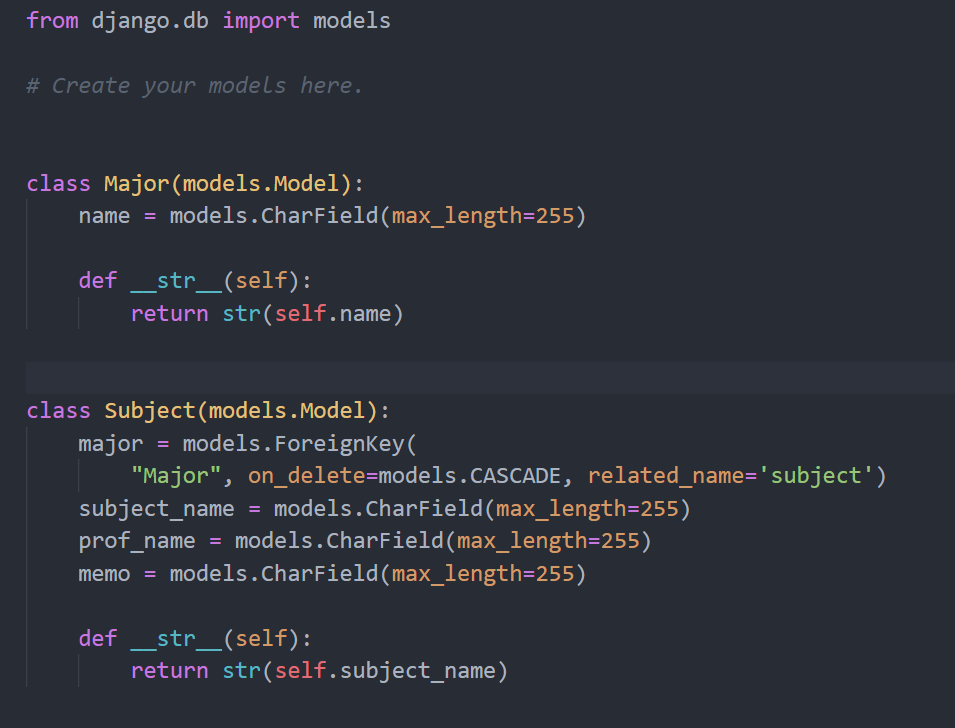 from django.db import models
# Create your models here.
class Major(models.Model):
    name = models.CharField(max_length=255)
    def __str__(self):
        return str(self.name)
class Subject(models.Model):
    major = models.ForeignKey(
        "Major", on_delete=models.CASCADE, related_name='subject')
    subject_name = models.CharField(max_length=255)
    prof_name = models.CharField(max_length=255)
    memo = models.CharField(max_length=255)
    def __str__(self):
        return str(self.subject_name)